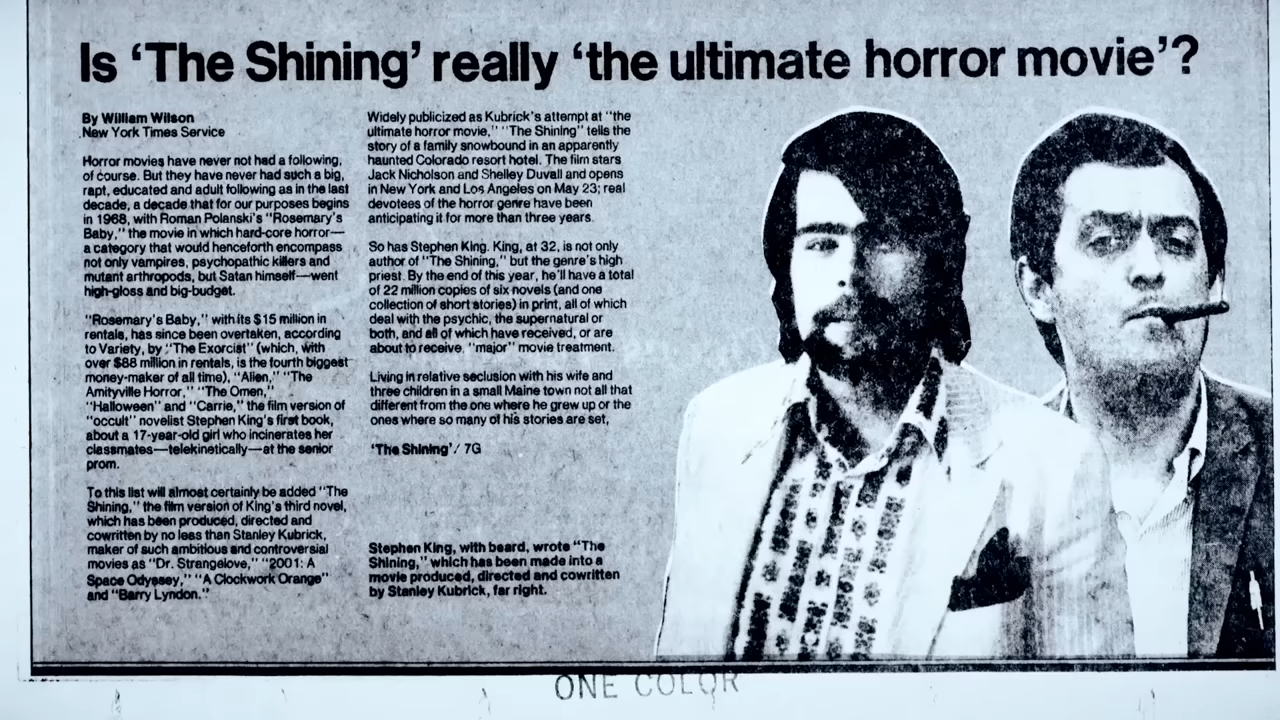 Is ‘The Shining’ really ‘the ultimate horror movie’?
By William Wilson
New York Times Service
Horror movies have never not had a following,
of course. But they have never had such a big,
rapt, educated and adult following as in the last
decade, a decade that for our purposes begins
in 1968, with Roman Polanski's "Rosemary's
Baby," the movie in which hard-core horror—
a category that would henceforth encompass
not only vampires, psychopathic killers and
mutant arthropods, but Satan himself—went
high-gloss and big-budget.
"Rosemary's Baby," with its $15 million in
rentals, has since been overtaken, according
to Variety, by "The Exorcist" (which, with
over $88 million in rentals, is the fourth biggest
money-maker of all time), "Alien," "The
Amityville Horror," "The Omen,"
"Halloween" and "Carrie," the film version of
"occult" novelist Stephen King's first book,
about a 17-year-old girl who incinerates her
classmates—telekinetically—at the senior
prom.
To this list will almost certainly be added "The
Shining," the film version of King's third novel,
which has been produced, directed and
cowritten by no less than Stanley Kubrick,
maker of such ambitious and controversial
movies as "Dr. Strangelove," "2001: A
Space Odyssey," "A Clockwork Orange"
and "Barry Lyndon."
Widely publicized as Kubrick's attempt at "the
ultimate horror movie," "The Shining" tells the
story of a family snowbound in an apparently
haunted Colorado resort hotel. The film stars
Jack Nicholson and Shelley Duvall and opens
in New York and Los Angeles on May 23; real
devotees of the horror genre have been
anticipating it for more than three years.
So has Stephen King. King, at 32, is not only
author of "The Shining," but the genre's high
priest. By the end of this year, he'll have a total
of 22 million copies of six novels (and one
collection of short stories) in print, all of which
deal with the psychic, the supernatural or
both, and all of which have received, or are
about to receive, "major" movie treatment.
Living in relative seclusion with his wife and
three children in a small Maine town not all that
different from the one where he grew up or the
ones where so many of his stories are set,
‘The Shining’ / 7G
Stephen King, with beard, wrote "The
Shining," which has been made into a
movie produced, directed and cowritten
by Stanley Kubrick, far right.
ONE COLOR